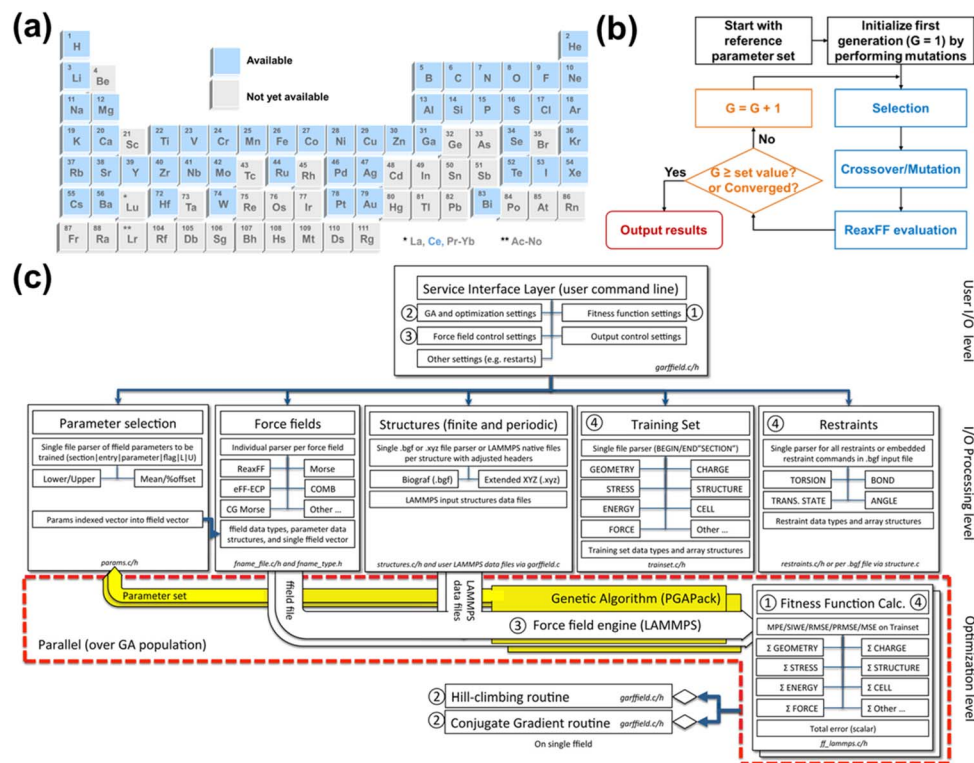 (a)
1 2
H He
3 4 5 6 7 8 9 10
Li Be B C N O F Ne
11 12 13 14 15 16 17 18
Na Mg Al Si P S Cl Ar
19 20 21 22 23 24 25 26 27 28 29 30 31 32 33 34 35 36
K Ca Sc Ti V Cr Mn Fe Co Ni Cu Zn Ga Ge As Se Br Kr
37 38 39 40 41 42 43 44 45 46 47 48 49 50 51 52 53 54
Rb Sr Y Zr Nb Mo Tc Ru Rh Pd Ag Cd In Sn Sb Te I Xe
55 56 * 72 73 74 75 76 77 78 79 80 81 82 83 84 85 86
Cs Ba Lu Hf Ta W Re Os Ir Pt Au Hg Tl Pb Bi Po At Rn
87 88 ** 104 105 106 107 108 109 110 111
Fr Ra Lr Rf Db Sg Bh Hs Mt Ds Rg
Available
Not yet available
* La, Ce, Pr-Yb ** Ac-No
(b)
Start with
reference
parameter set
Initialize first
generation (G = 1) by
performing mutations
G = G + 1
Selection
No
Yes
G ≥ set value?
or Converged?
Crossover/Mutation
Output results
ReaxFF evaluation
(c)
Service Interface Layer (user command line)
② GA and optimization settings
Fitness function settings ①
③ Force field control settings
Output control settings
Other settings (e.g. restarts)
garffield.c/h
User I/O level
Parameter selection
Single file parser of ffield parameters to be
trained (section|entry|parameter|flag|L|U)
Lower/Upper
Mean/%offset
Params indexed vector into ffield vector
params.c/h
Force fields
Individual parser per force field
ReaxFF
Morse
eFF-ECP
COMB
CG Morse
Other ...
ffield data types, parameter data
structures, and single ffield vector
fname_file.c/h and fname_type.h
Structures (finite and periodic)
Single .bgf or .xyz file parser or LAMMPS native files
per structure with adjusted headers
Biograf (.bgf)
Extended XYZ (.xyz)
LAMMPS input structures data files
structures.c/h and user LAMMPS data files via garffield.c
④ Training Set
Single file parser (BEGIN/END"SECTION")
GEOMETRY
CHARGE
STRESS
STRUCTURE
ENERGY
CELL
FORCE
Other ...
Training set data types and array structures
trainset.c/h
④ Restraints
Single parser for all restraints or embedded
restraint commands in .bgf input file
TORSION
BOND
TRANS. STATE
ANGLE
Restraint data types and array structures
restraints.c/h or per .bgf file via structure.c
I/O Processing level
Parameter set
ffield file
LAMMPS
data files
Genetic Algorithm (PGAPack)
③ Force field engine (LAMMPS)
Parallel (over GA population)
① Fitness Function Calc. ④
MPE/SIWE/RMSE/PRMSE/MSE on Trainset
Σ GEOMETRY
Σ CHARGE
Σ STRESS
Σ STRUCTURE
Σ ENERGY
Σ CELL
Σ FORCE
Σ Other ...
Total error (scalar)
ff_lammps.c/h
② Hill-climbing routine garffield.c/h
② Conjugate Gradient routine garffield.c/h
On single ffield
Optimization level